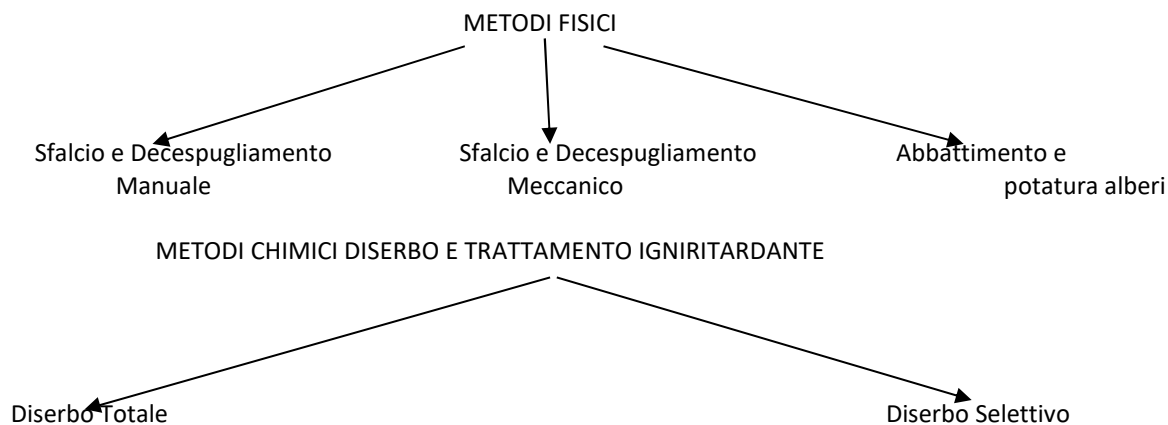 METODI FISICI
Sfalcio e Decespugliamento
Manuale
Sfalcio e Decespugliamento
Meccanico
Abbattimento e
potatura alberi
METODI CHIMICI DISERBO E TRATTAMENTO IGNIRITARDANTE
Diserbo Totale
Diserbo Selettivo